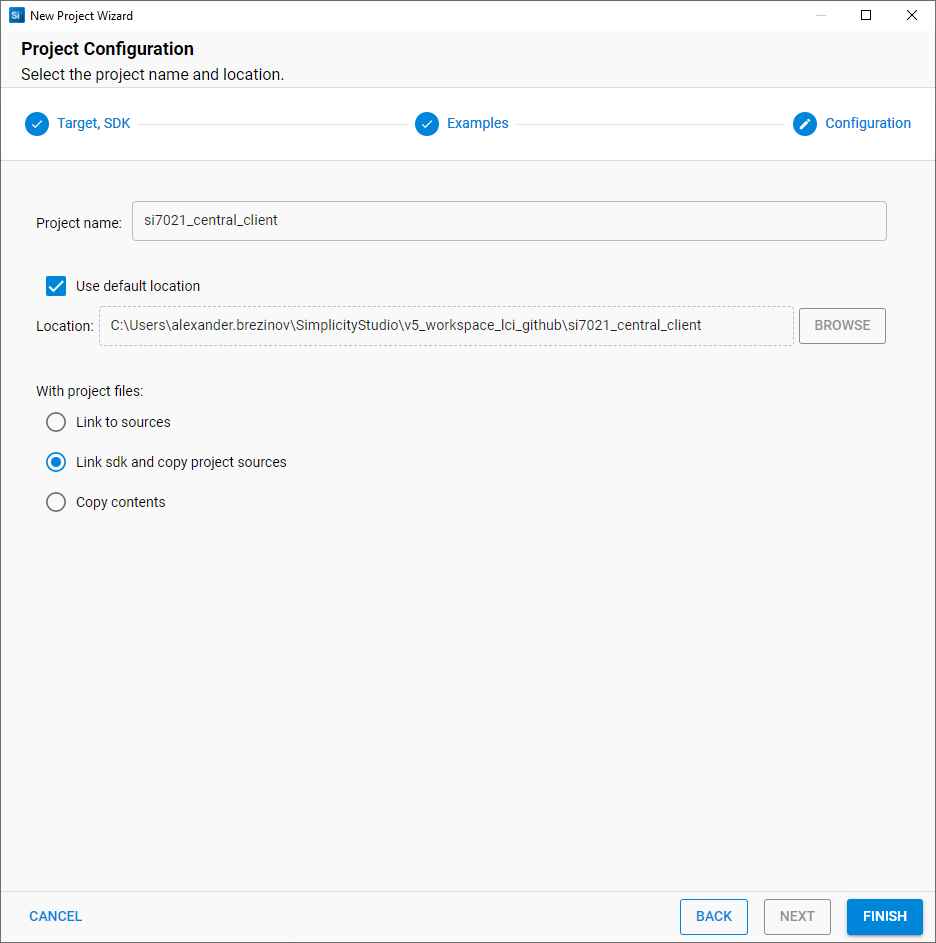 Si New Project Wizard
Project Configuration
Select the project name and location.
Target, SDK Examples Configuration
Project name: si7021_central_client
Use default location
Location: C:\Users\alexander.brezinov\SimplicityStudio\v5_workspace_lci_github\si7021_central_client BROWSE
With project files:
Link to sources
Link sdk and copy project sources
Copy contents
CANCEL BACK NEXT FINISH